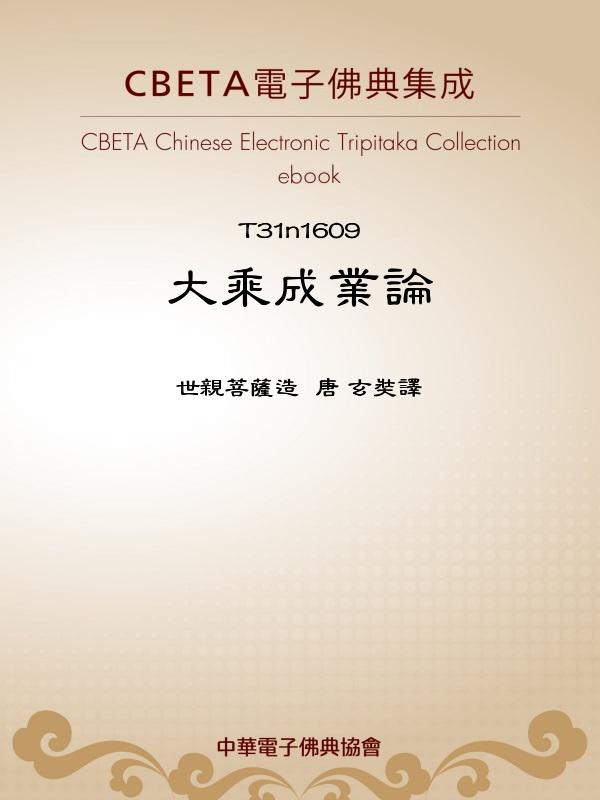 CBETA電子佛典集成
CBETA Chinese Electronic Tripitaka Collection
ebook
T31n1609
大乘成業論
世親菩薩造 唐 玄奘譯
中華電子佛典協會